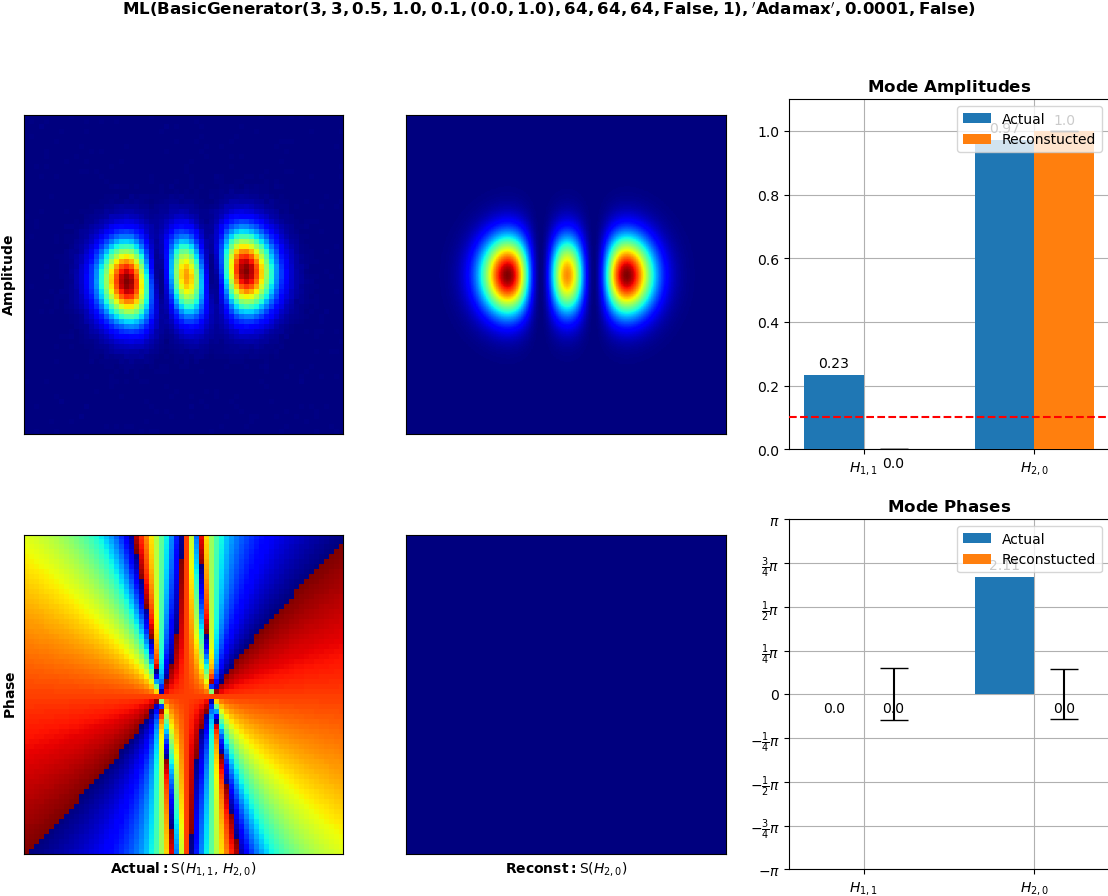 ML(BasicGenerator(3, 3, 0.5, 1.0, 0.1, (0.0, 1.0), 64, 64, 64, False, 1), ′Adamax′, 0.0001, False)
Mode Amplitudes
Amplitude
Actual
Reconstucted
0.97
1.0
0.23
0.0
1.0
0.8
0.6
0.4
0.2
0.0
H1,1
H2,0
Mode Phases
Phase
Actual
Reconstucted
2.11
0.0
0.0
0.0
π
3/4π
1/2π
1/4π
0
−1/4π
−1/2π
−3/4π
−π
H1,1
H2,0
Actual: S(H1,1, H2,0)
Reconst: S(H2,0)